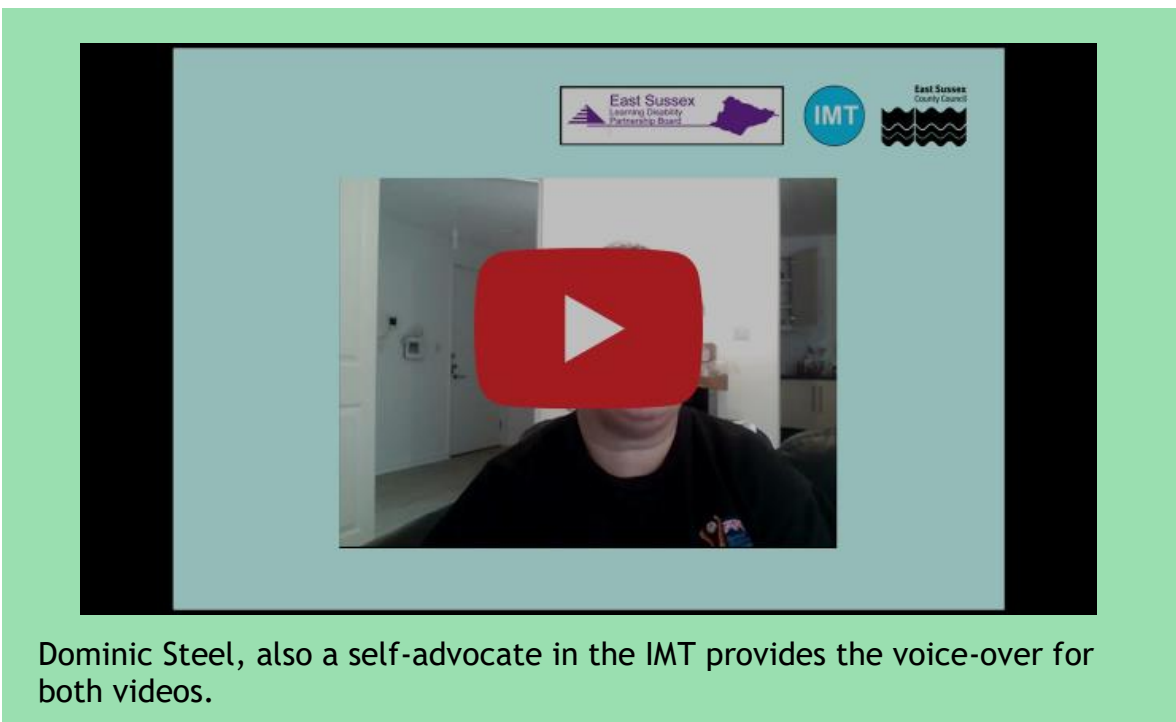 East Sussex
Learning Disability
Partnership Board
IMT
East Sussex
County Council
Dominic Steel, also a self-advocate in the IMT provides the voice-over for
both videos.